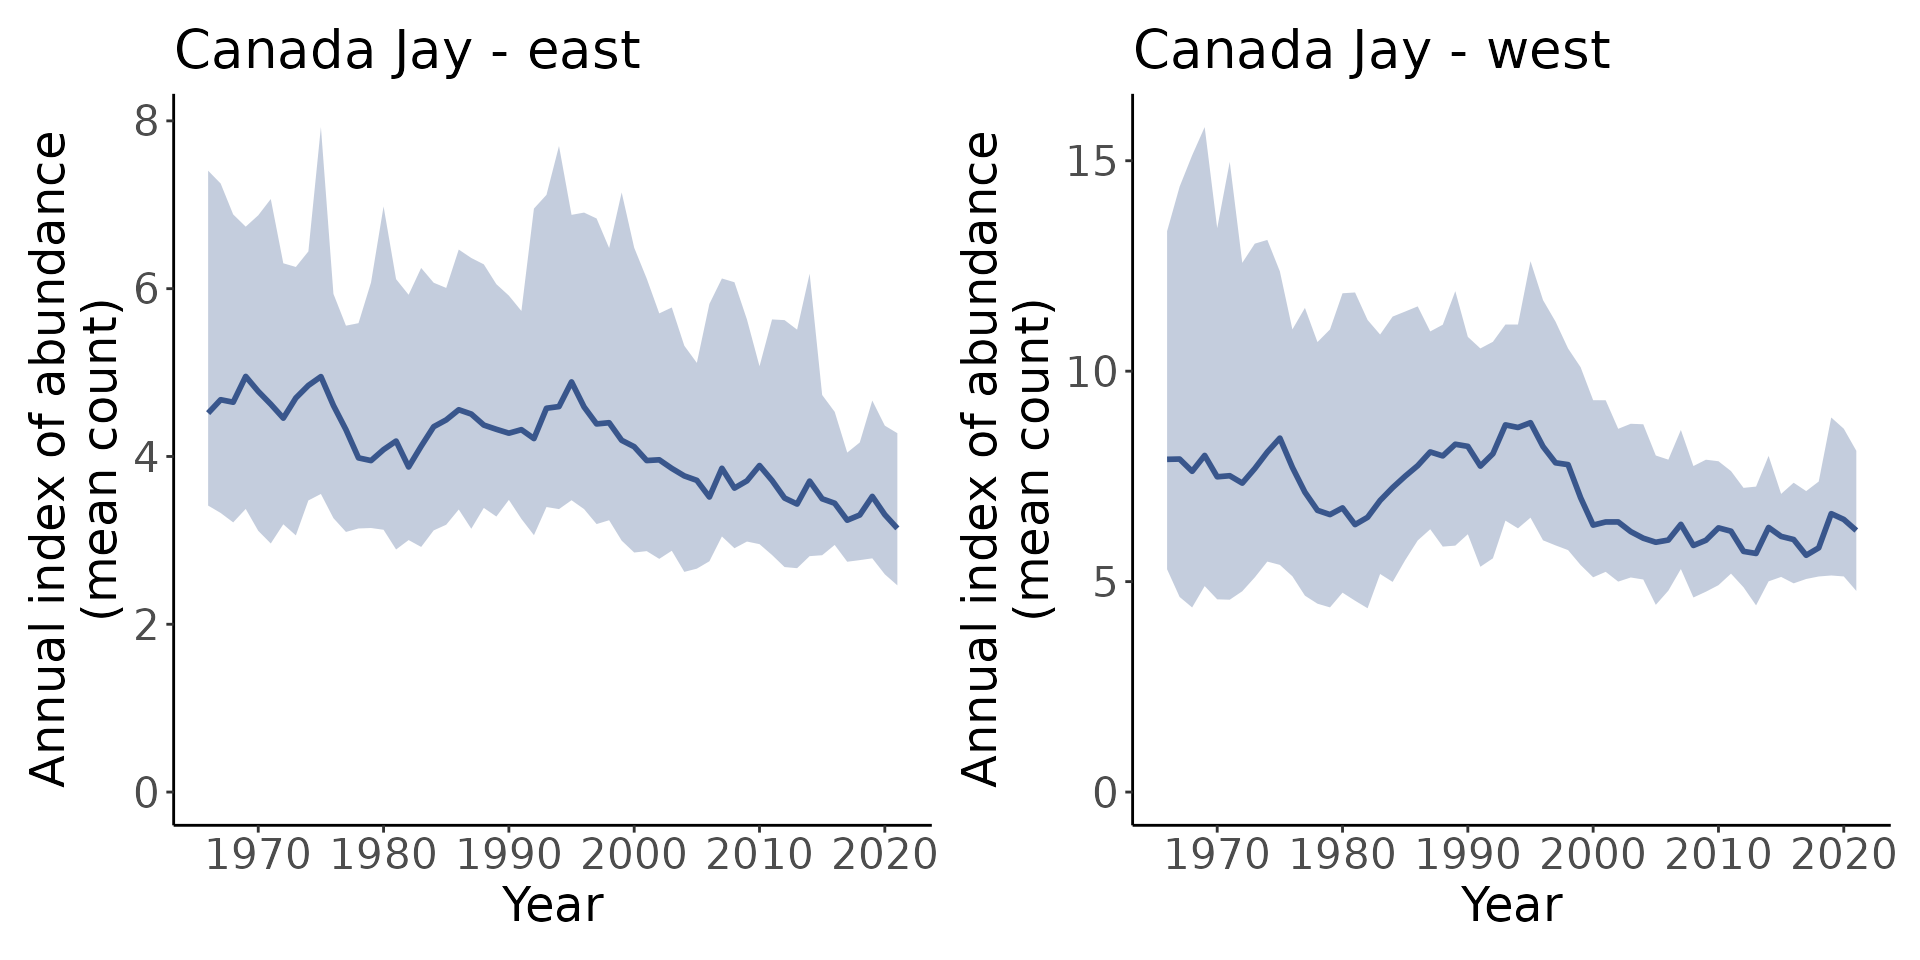 Canada Jay - east
Annual index of abundance
(mean count)
8
6
4
2
0
1970 1980 1990 2000 2010 2020
Year
Canada Jay - west
Annual index of abundance
(mean count)
15
10
5
0
1970 1980 1990 2000 2010 2020
Year